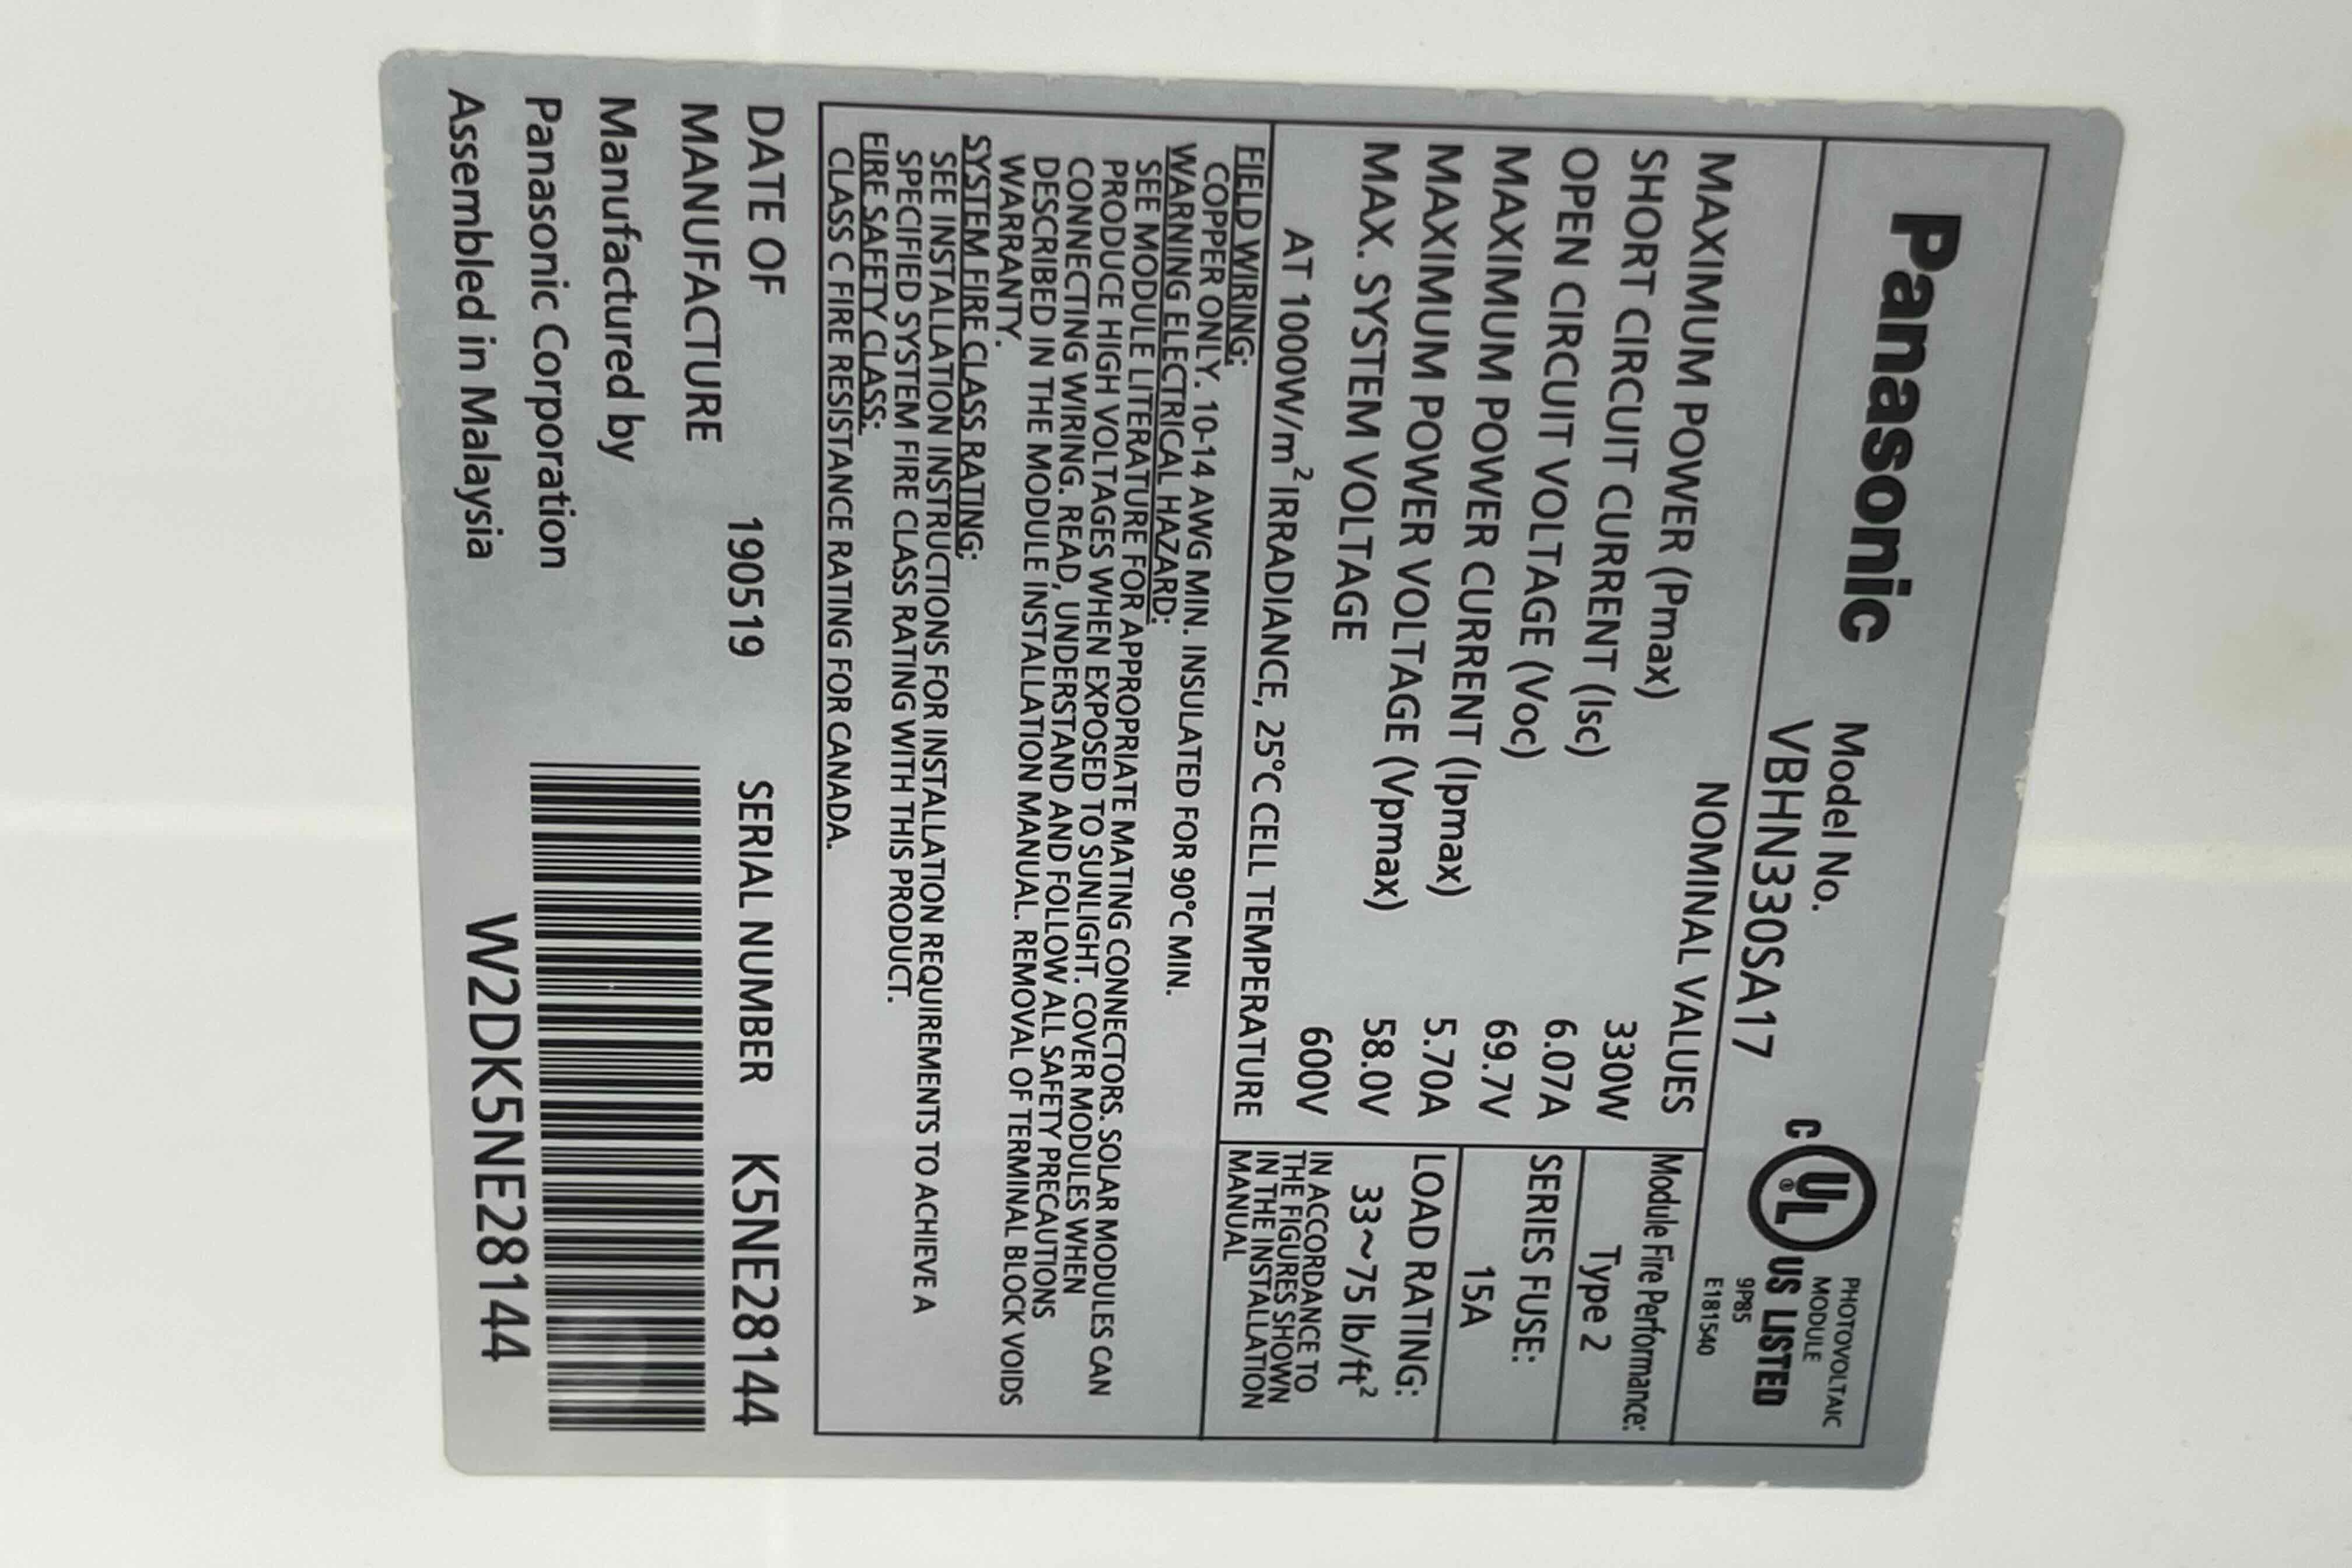 Panasonic
Model No.
VBHN330SA17
C UL ® US LISTED
PHOTOVOLTAIC
MODULE
9P85
E181540
NOMINAL VALUES
MAXIMUM POWER (Pmax) 330W
SHORT CIRCUIT CURRENT (Isc) 6.07A
OPEN CIRCUIT VOLTAGE (Voc) 69.7V
MAXIMUM POWER CURRENT (Ipmax) 5.70A
MAXIMUM POWER VOLTAGE (Vpmax) 58.0V
MAX. SYSTEM VOLTAGE 600V
AT 1000W/m² IRRADIANCE, 25°C CELL TEMPERATURE
Module Fire Performance:
Type 2
SERIES FUSE:
15A
LOAD RATING:
33~75 lb/ft²
IN ACCORDANCE TO
THE FIGURES SHOWN
IN THE INSTALLATION
MANUAL
FIELD WIRING:
COPPER ONLY. 10-14 AWG MIN. INSULATED FOR 90°C MIN.
WARNING ELECTRICAL HAZARD:
SEE MODULE LITERATURE FOR APPROPRIATE MATING CONNECTORS. SOLAR MODULES CAN
PRODUCE HIGH VOLTAGES WHEN EXPOSED TO SUNLIGHT. COVER MODULES WHEN
CONNECTING WIRING. READ, UNDERSTAND AND FOLLOW ALL SAFETY PRECAUTIONS
DESCRIBED IN THE MODULE INSTALLATION MANUAL. REMOVAL OF TERMINAL BLOCK VOIDS
WARRANTY.
SYSTEM FIRE CLASS RATING:
SEE INSTALLATION INSTRUCTIONS FOR INSTALLATION REQUIREMENTS TO ACHIEVE A
SPECIFIED SYSTEM FIRE CLASS RATING WITH THIS PRODUCT.
FIRE SAFETY CLASS:
CLASS C FIRE RESISTANCE RATING FOR CANADA.
DATE OF
MANUFACTURE 190519
SERIAL NUMBER K5NE28144
Manufactured by
Panasonic Corporation
Assembled in Malaysia
W2DK5NE28144